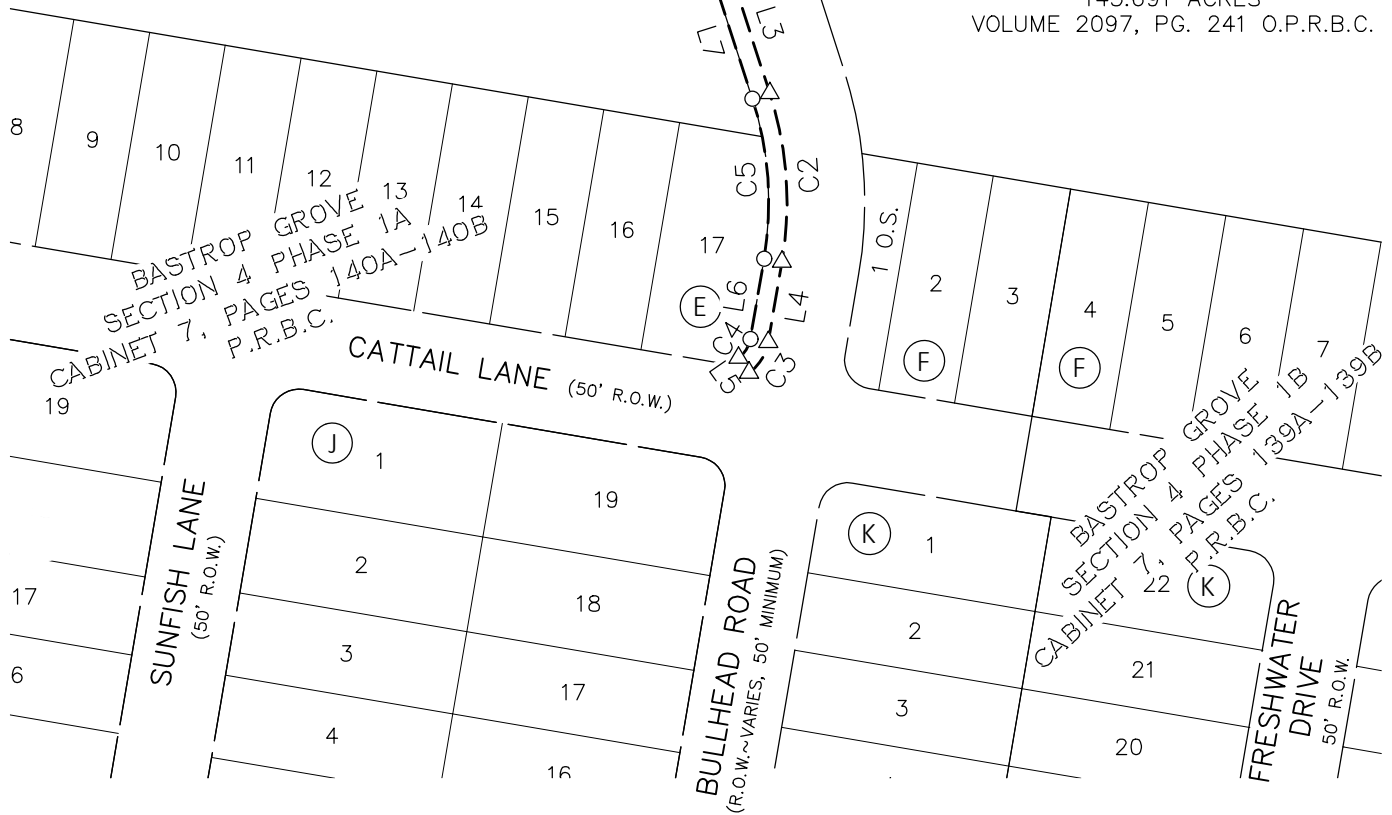 VOLUME 2097, PG. 241 O.P.R.B.C.
L7
L3
8
9
10
11
12
13
14
15
16
17
E
C5
C2
L6
L4
C4
L5
C3
1 O.S.
2
3
4
5
6
7
F
F
BASTROP GROVE
SECTION 4 PHASE 1A
CABINET 7, PAGES 140A-140B
P.R.B.C.
CATTAIL LANE (50' R.O.W.)
BASTROP GROVE
SECTION 4 PHASE 1B
CABINET 7, PAGES 139A-139B
P.R.B.C.
19
17
6
SUNFISH LANE
(50' R.O.W.)
J
1
2
3
4
19
18
17
16
BULLHEAD ROAD
(R.O.W.~VARIES, 50' MINIMUM)
K
1
2
3
22
K
21
20
FRESHWATER
DRIVE
50' R.O.W.